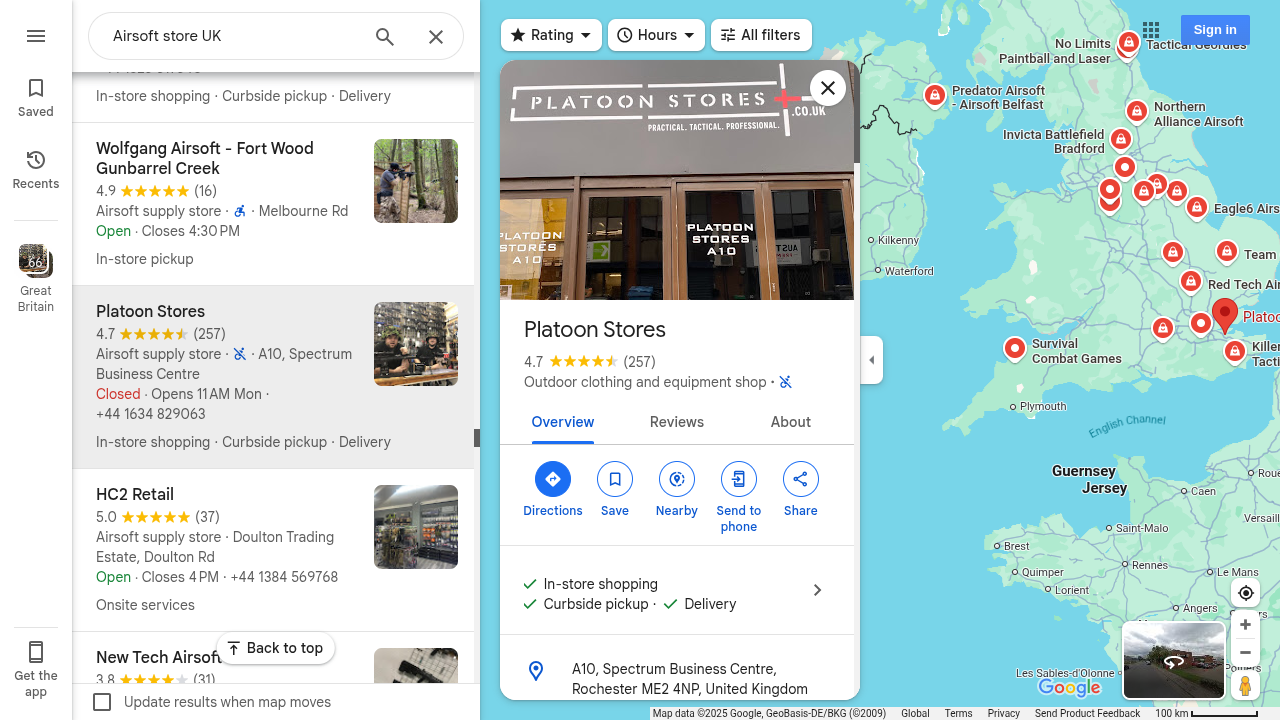 Airsoft store UK
Saved
Recents
Great
Britain
Get the
app
In-store shopping · Curbside pickup · Delivery
Wolfgang Airsoft - Fort Wood
Gunbarrel Creek
4.9 (16)
Airsoft supply store · · Melbourne Rd
Open · Closes 4:30 PM
In-store pickup
Platoon Stores
4.7 (257)
Airsoft supply store · · A10, Spectrum
Business Centre
Closed · Opens 11 AM Mon ·
+44 1634 829063
In-store shopping · Curbside pickup · Delivery
HC2 Retail
5.0 (37)
Airsoft supply store · Doulton Trading
Estate, Doulton Rd
Open · Closes 4 PM · +44 1384 569768
Onsite services
New Tech Airsoft
3.8 (31)
Back to top
Update results when map moves
Rating
Hours
All filters
PLATOON STORES
.CO.UK
PRACTICAL. TACTICAL. PROFESSIONAL.
PLATOON
STORES
A10
PLATOON
STORES
A10
Platoon Stores
4.7 (257)
Outdoor clothing and equipment shop ·
Overview
Reviews
About
Directions
Save
Nearby
Send to
phone
Share
In-store shopping
Curbside pickup · Delivery
A10, Spectrum Business Centre,
Rochester ME2 4NP, United Kingdom
Sign in
No Limits
Paintball and Laser
Tactical Geordies
Predator Airsoft
- Airsoft Belfast
Northern
Alliance Airsoft
Invicta Battlefield
Bradford
Eagle6 Airs
Kilkenny
Waterford
Team
Red Tech Air
Platoo
Survival
Combat Games
Killer
Tacti
Plymouth
English Channel
Guernsey
Jersey
Caen
Roue
Saint-Malo
Versaill
Brest
Quimper
Rennes
Le Mans
Lorient
Angers
Les Sables-d'Olonne
Poitiers
Google
Map data ©2025 Google, GeoBasis-DE/BKG (©2009)
Global
Terms
Privacy
Send Product Feedback
100 km